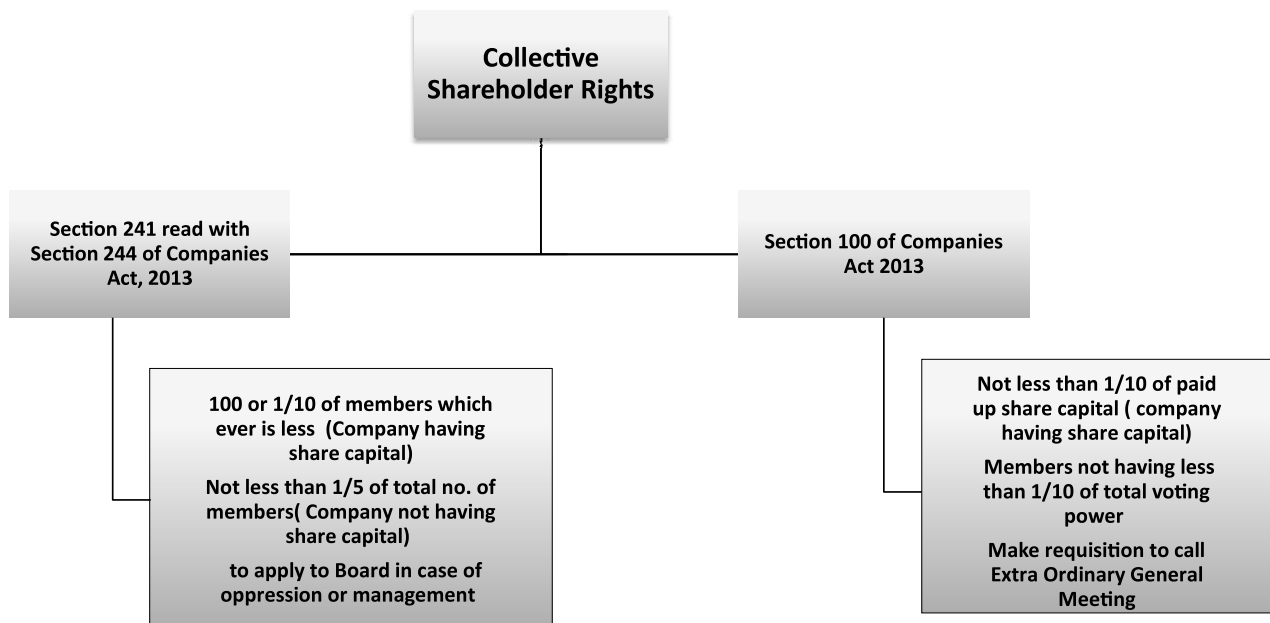 Collective
Shareholder Rights
Section 241 read with
Section 244 of Companies
Act, 2013
Section 100 of Companies
Act 2013
100 or 1/10 of members which
ever is less (Company having
share capital)
Not less than 1/5 of total no. of
members( Company not having
share capital)
to apply to Board in case of
oppression or management
Not less than 1/10 of paid
up share capital ( company
having share capital)
Members not having less
than 1/10 of total voting
power
Make requisition to call
Extra Ordinary General
Meeting